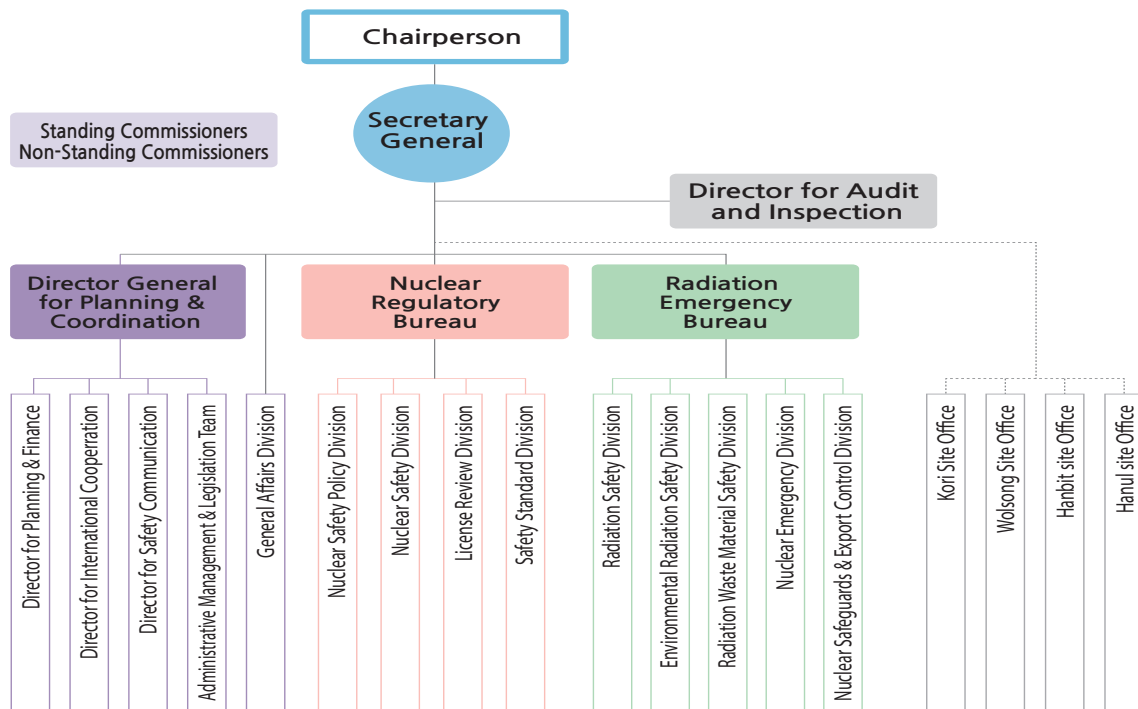 Chairperson
Secretary
General
Standing Commissioners
Non-Standing Commissioners
Director for Audit
and Inspection
Director General
for Planning &
Coordination
Nuclear
Regulatory
Bureau
Radiation
Emergency
Bureau
Director for Planning & Finance
Director for International Cooperration
Director for Safety Communication
Administrative Management & Legislation Team
General Affairs Division
Nuclear Safety Policy Division
Nuclear Safety Division
License Review Division
Safety Standard Division
Radiation Safety Division
Environmental Radiation Safety Division
Radiation Waste Material Safety Division
Nuclear Emergency Division
Nuclear Safeguards & Export Control Division
Kori Site Office
Wolsong Site Office
Hanbit site Office
Hanul site Office